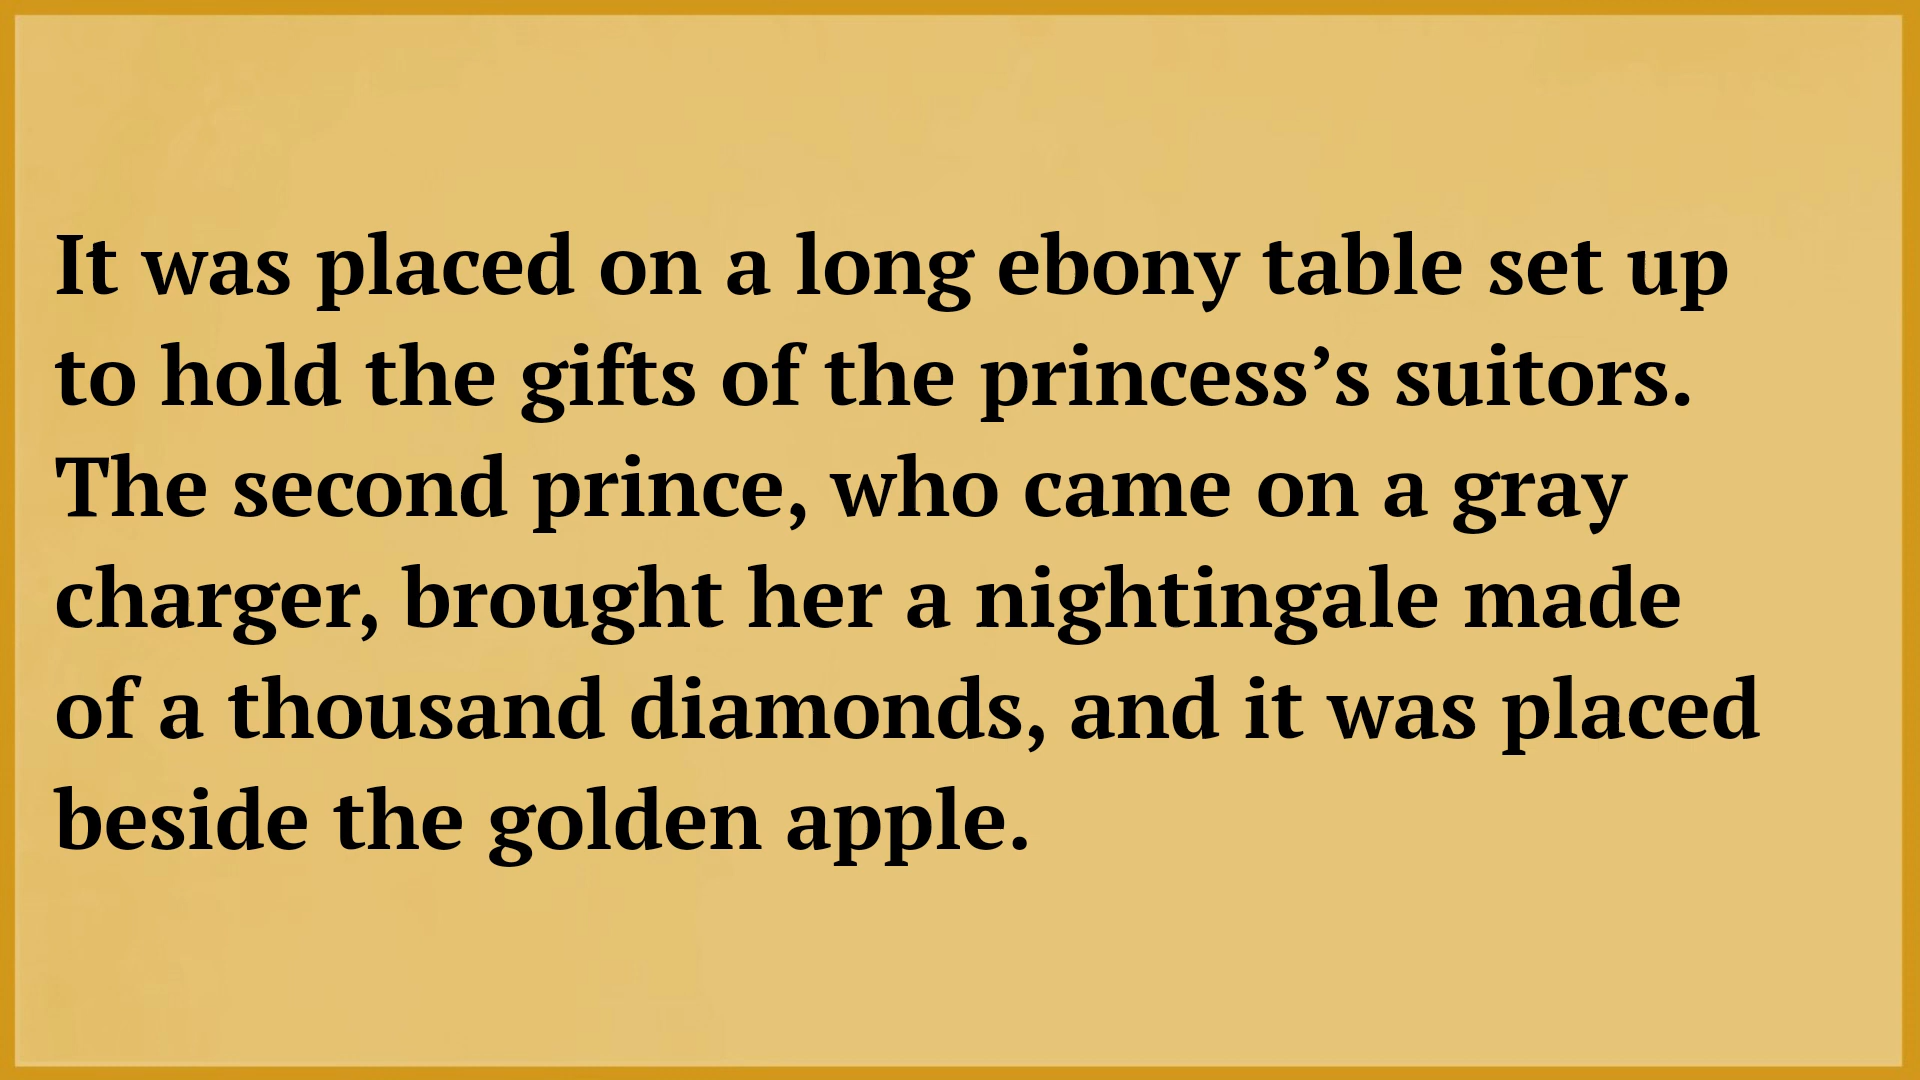 It was placed on a long ebony table set up
to hold the gifts of the princess’s suitors.
The second prince, who came on a gray
charger, brought her a nightingale made
of a thousand diamonds, and it was placed
beside the golden apple.